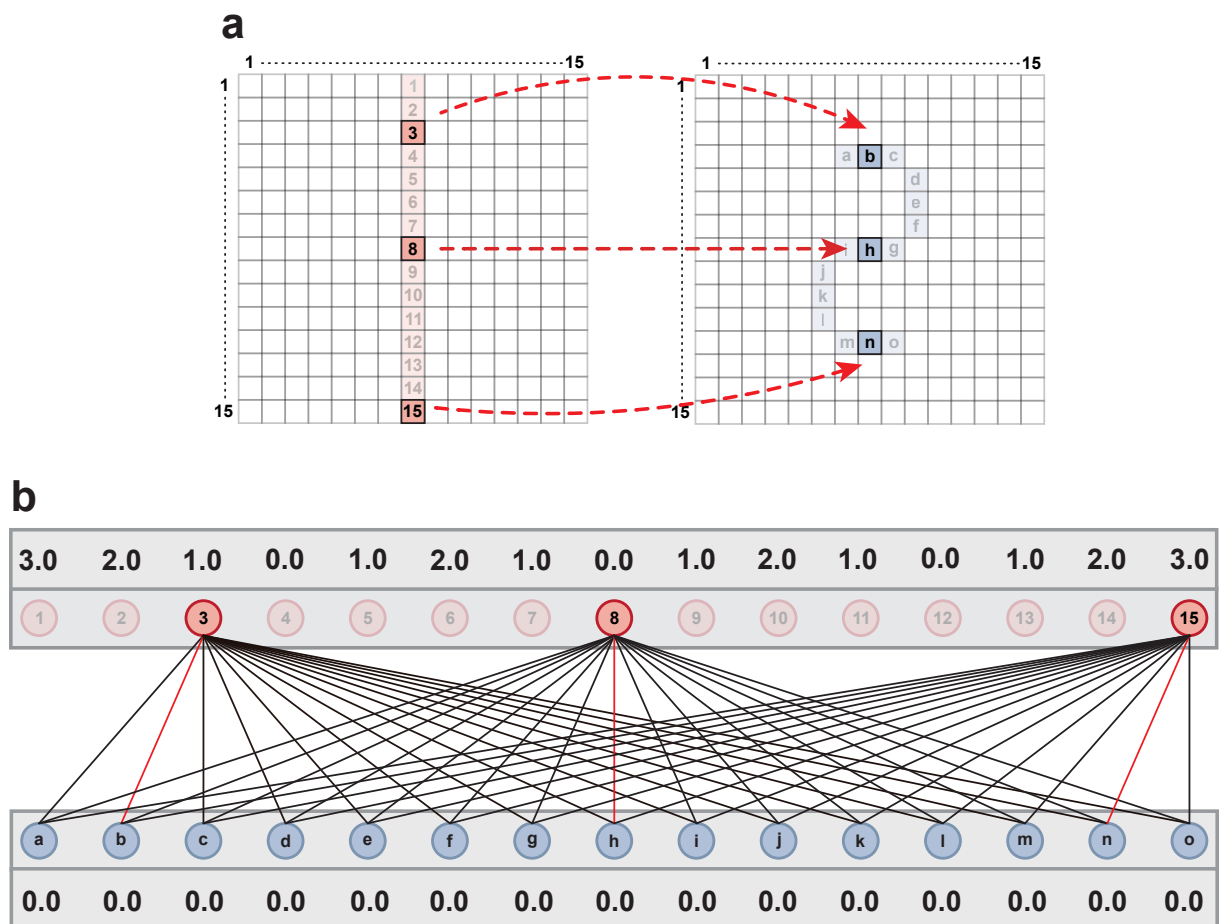 a
1 15 1 15
1 1 1
2
3
4 a b c
5 d
6 e
7 f
8 i h g
9 j
10 k
11 l
12 m n o
13
14
15 15 15
b
3.0 2.0 1.0 0.0 1.0 2.0 1.0 0.0 1.0 2.0 1.0 0.0 1.0 2.0 3.0
1 2 3 4 5 6 7 8 9 10 11 12 13 14 15
a b c d e f g h i j k l m n o
0.0 0.0 0.0 0.0 0.0 0.0 0.0 0.0 0.0 0.0 0.0 0.0 0.0 0.0 0.0